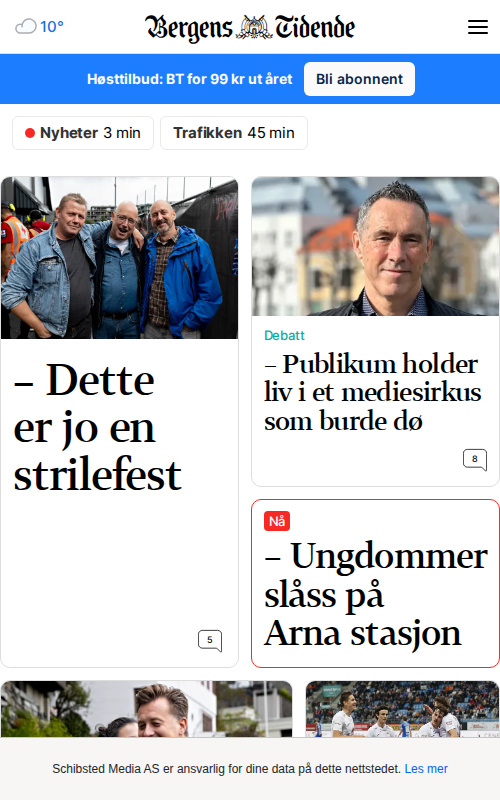 10°
Bergens Tidende
Høsttilbud: BT for 99 kr ut året
Bli abonnent
Nyheter 3 min
Trafikken 45 min
– Dette
er jo en
strilefest
5
Debatt
– Publikum holder
liv i et mediesirkus
som burde dø
8
Nå
– Ungdommer
slåss på
Arna stasjon
Schibsted Media AS er ansvarlig for dine data på dette nettstedet. Les mer